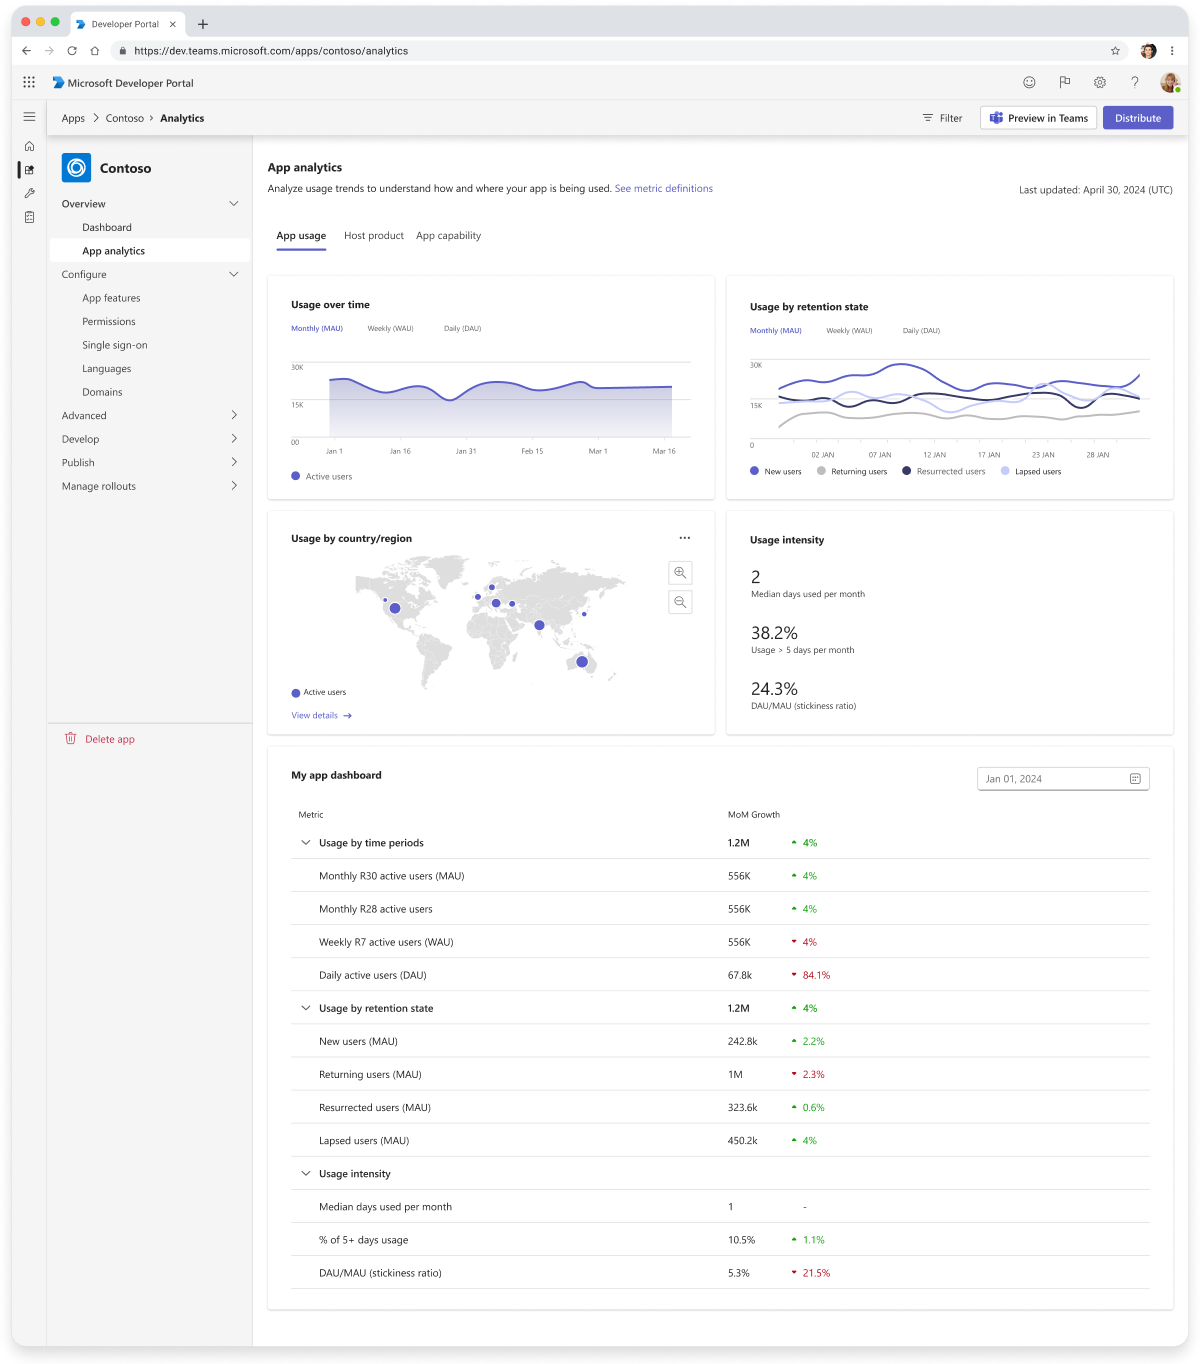 Developer Portal
https://dev.teams.microsoft.com/apps/contoso/analytics
Microsoft Developer Portal
Apps > Contoso > Analytics
Filter
Preview in Teams
Distribute
Contoso
Overview
Dashboard
App analytics
Configure
App features
Permissions
Single sign-on
Languages
Domains
Advanced
Develop
Publish
Manage rollouts
Delete app
App analytics
Analyze usage trends to understand how and where your app is being used. See metric definitions
Last updated: April 30, 2024 (UTC)
App usage Host product App capability
Usage over time
Monthly (MAU) Weekly (WAU) Daily (DAU)
30K
15K
00
Jan 1 Jan 16 Jan 31 Feb 15 Mar 1 Mar 16
Active users
Usage by retention state
Monthly (MAU) Weekly (WAU) Daily (DAU)
30K
15K
0
02 JAN 07 JAN 12 JAN 17 JAN 23 JAN 28 JAN
New users Returning users Resurrected users Lapsed users
Usage by country/region
Active users
View details
Usage intensity
2
Median days used per month
38.2%
Usage > 5 days per month
24.3%
DAU/MAU (stickiness ratio)
My app dashboard
Jan 01, 2024
Metric MoM Growth
Usage by time periods 1.2M 4%
Monthly R30 active users (MAU) 556K 4%
Monthly R28 active users 556K 4%
Weekly R7 active users (WAU) 556K 4%
Daily active users (DAU) 67.8k 84.1%
Usage by retention state 1.2M 4%
New users (MAU) 242.8k 2.2%
Returning users (MAU) 1M 2.3%
Resurrected users (MAU) 323.6k 0.6%
Lapsed users (MAU) 450.2k 4%
Usage intensity
Median days used per month 1 -
% of 5+ days usage 10.5% 1.1%
DAU/MAU (stickiness ratio) 5.3% 21.5%